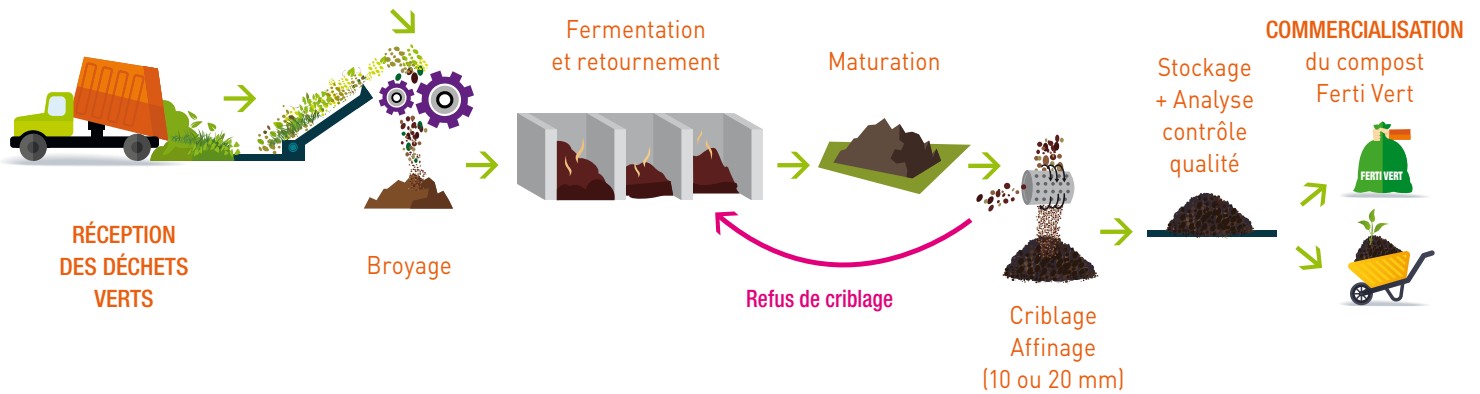 RÉCEPTION
DES DÉCHETS
VERTS
Broyage
Fermentation
et retournement
Maturation
Refus de criblage
Criblage
Affinage
(10 ou 20 mm)
Stockage
+ Analyse
contrôle
qualité
COMMERCIALISATION
du compost
Ferti Vert
FERTI VERT